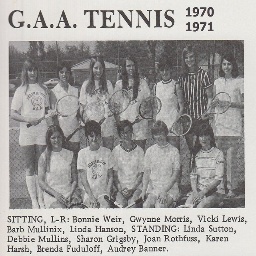 G.A.A. TENNIS 1970
1971
SITTING, L-R: Bonnie Weir, Gwynne Morris, Vicki Lewis,
Barb Mullinix, Linda Hanson, STANDING: Linda Sutton,
Debbie Mullins, Sharon Grigsby, Joan Rothfuss, Karen
Harsh, Brenda Fuduloff, Audrey Banner.